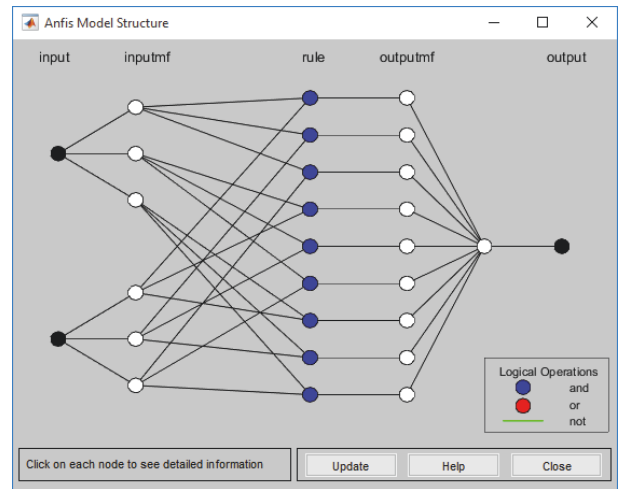 Anfis Model Structure
input inputmf rule outputmf output
Logical Operations
and
or
not
Click on each node to see detailed information
Update Help Close